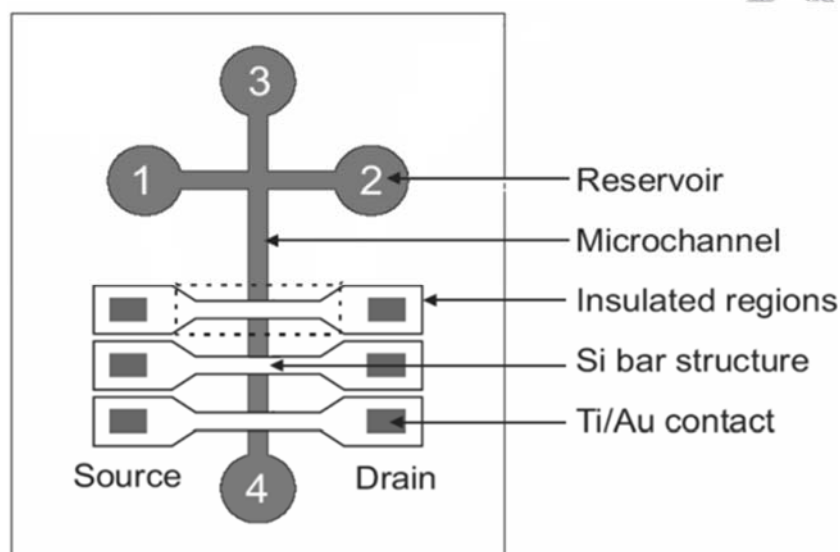 3
1
2
Reservoir
Microchannel
Insulated regions
Si bar structure
Ti/Au contact
Source
Drain
4